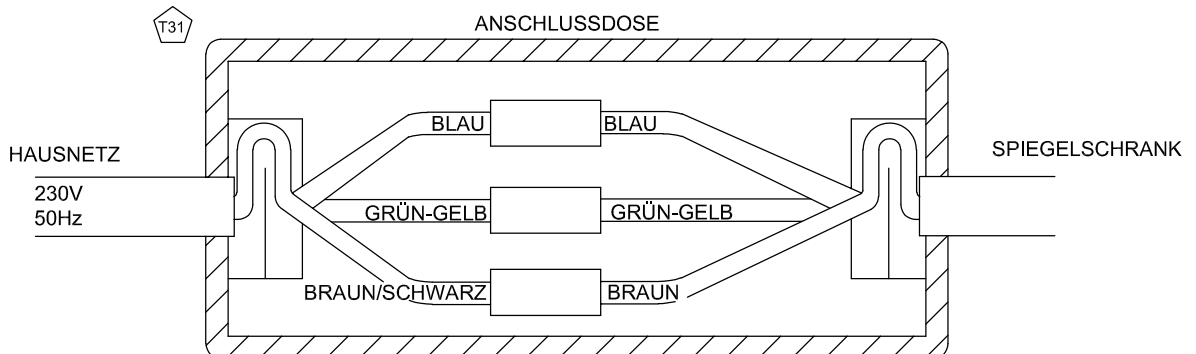 T31
ANSCHLUSSDOSE
BLAU
BLAU
HAUSNETZ
SPIEGELSCHRANK
230V
50Hz
GRÜN-GELB
GRÜN-GELB
BRAUN/SCHWARZ
BRAUN